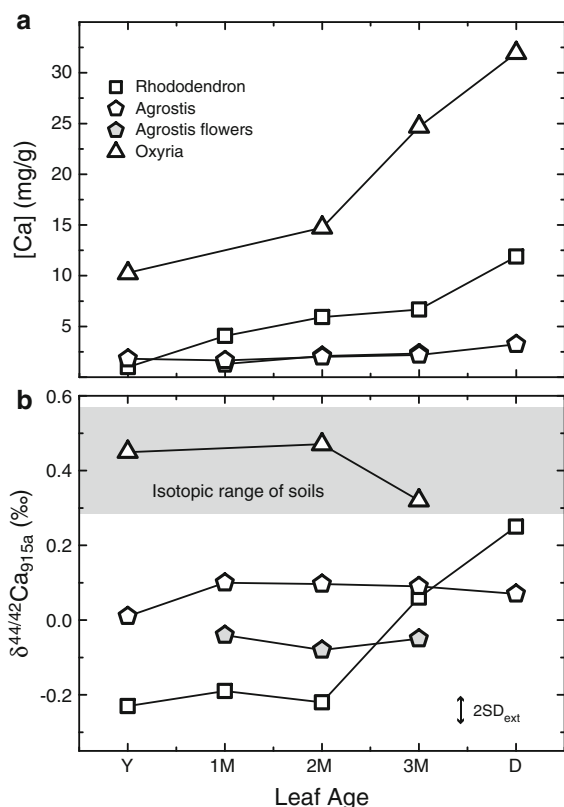 a
30
25
20
15
10
5
[Ca] (mg/g)
Rhododendron
Agrostis
Agrostis flowers
Oxyria
b
0.6
0.4
0.2
0.0
-0.2
δ44/42Ca915a (‰)
Isotopic range of soils
2SDext
Y
1M
2M
3M
D
Leaf Age